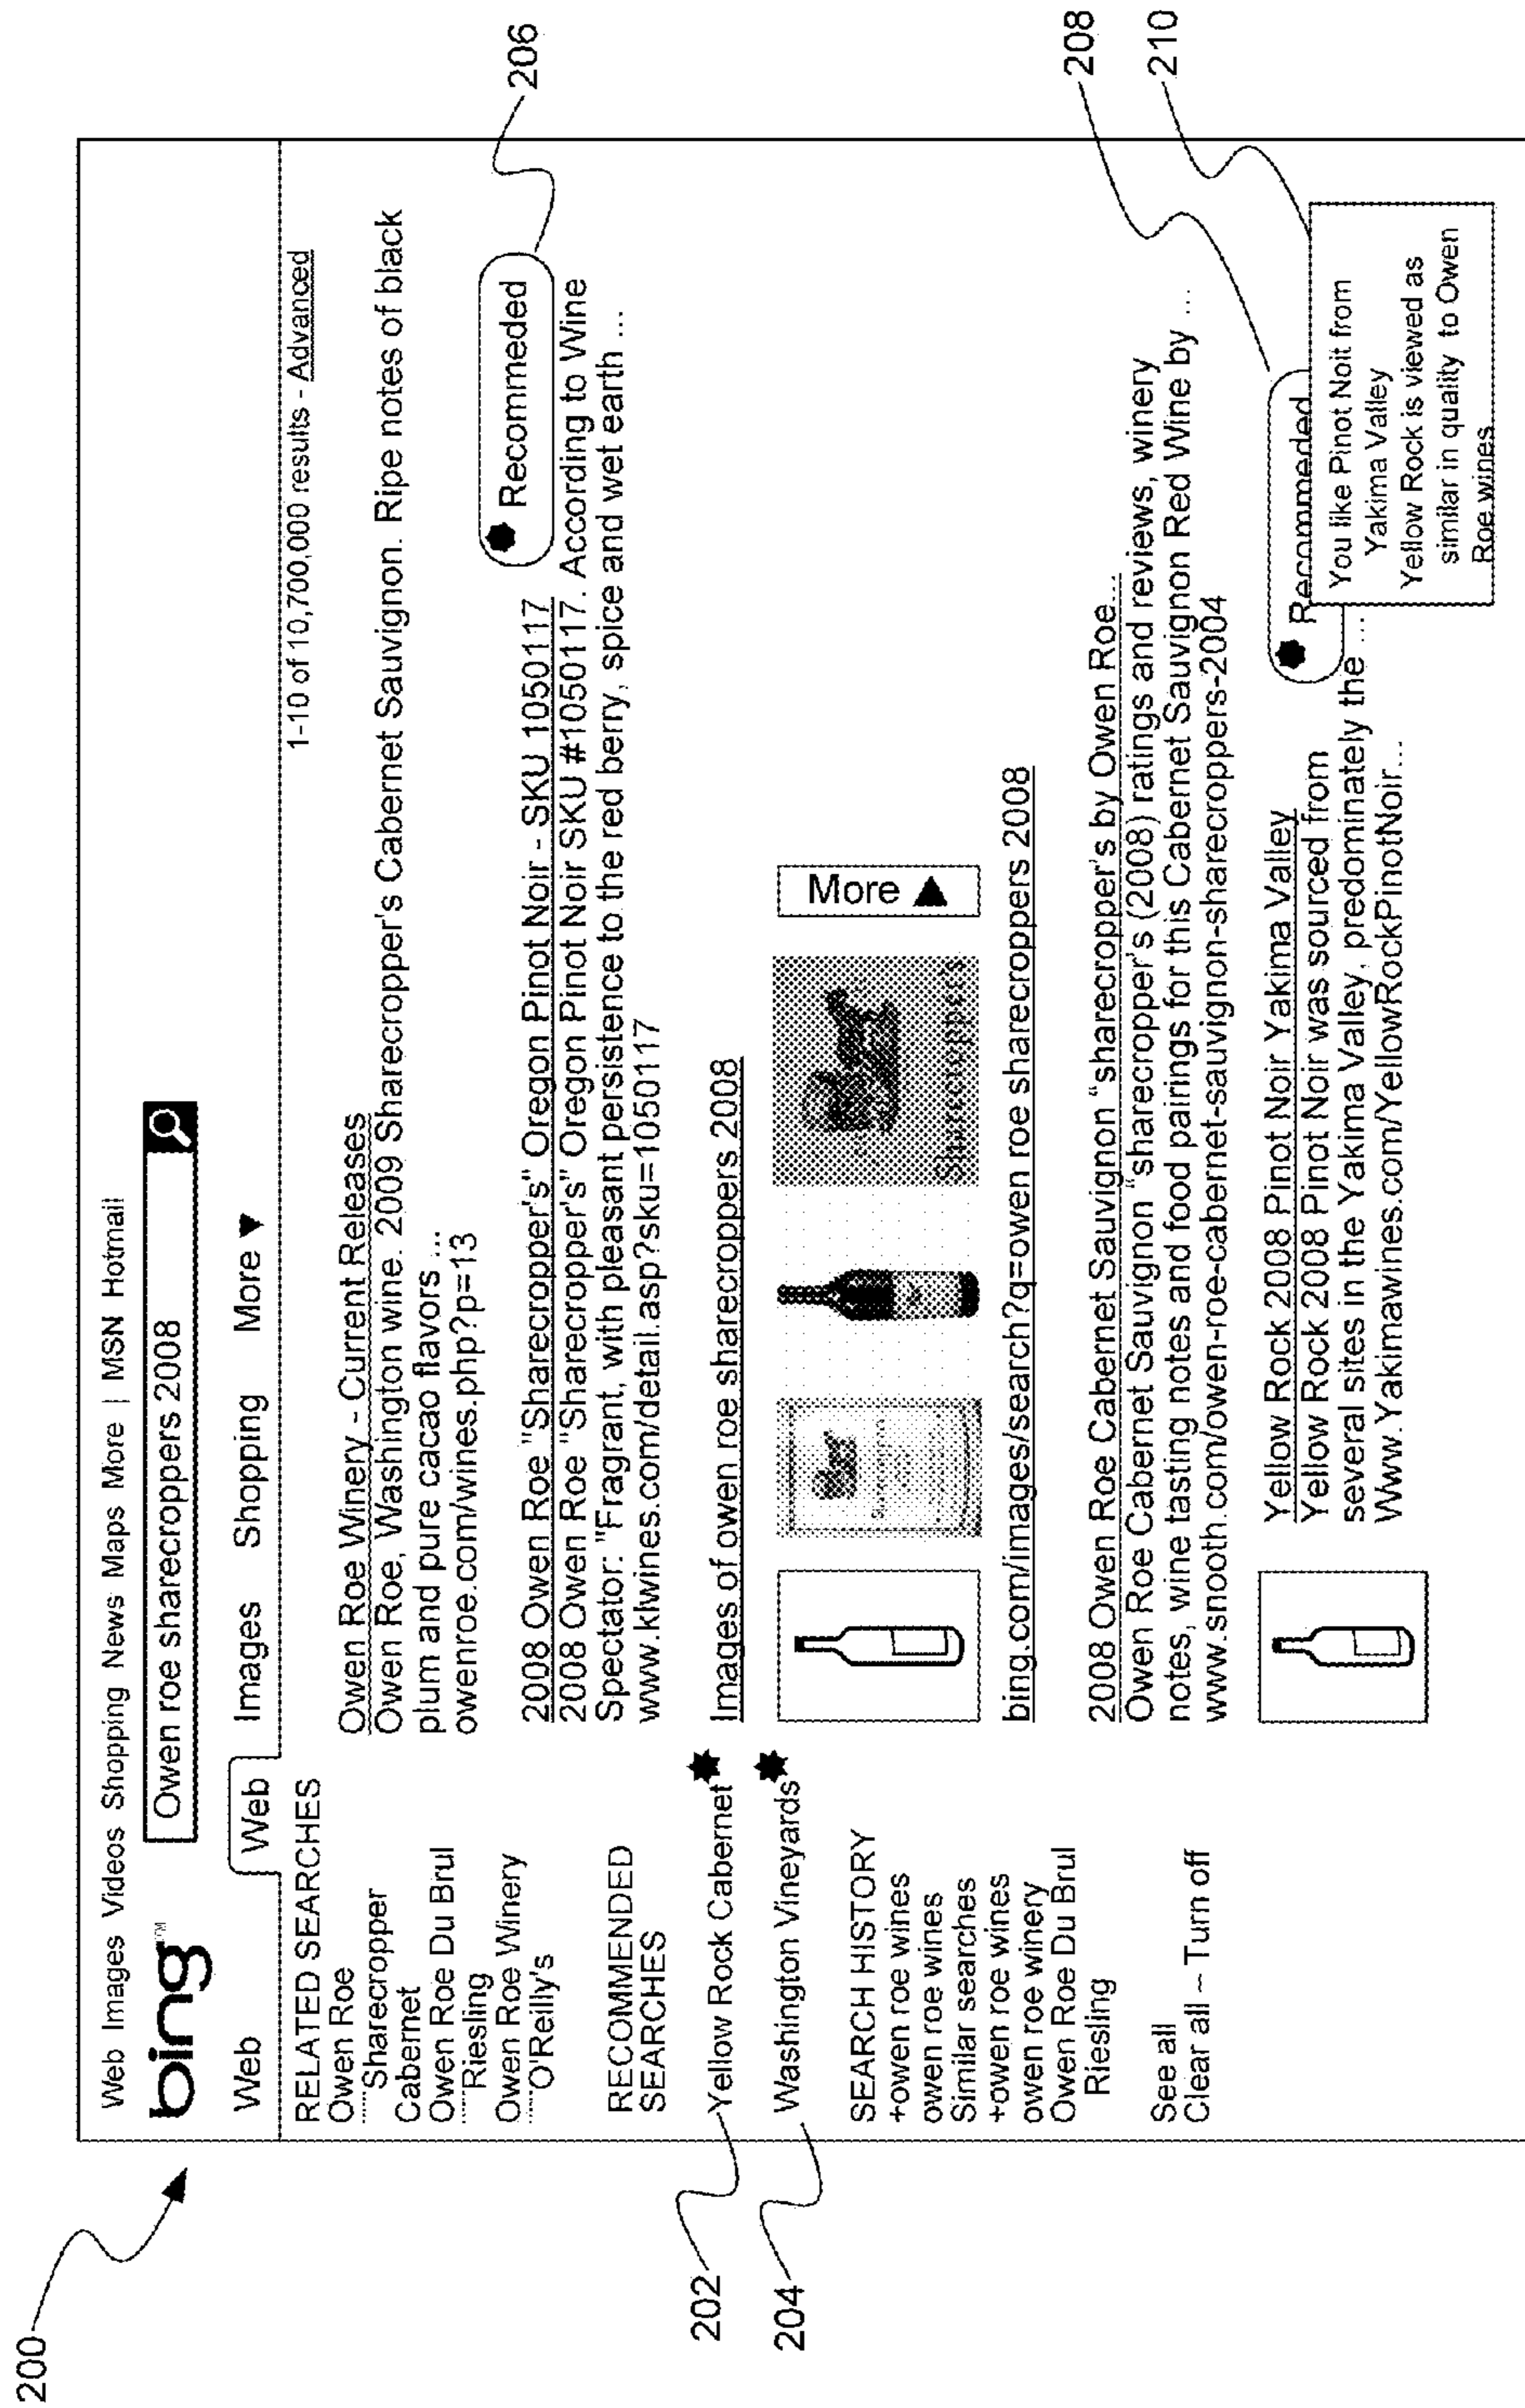 200
Web Images Videos Shopping News Maps More | MSN Hotmail
bing™
Owen roe sharecroppers 2008
Web
Web
Images
Shopping
More ▼
1-10 of 10,700,000 results - Advanced
RELATED SEARCHES
Owen Roe
Sharecropper
Cabernet
Owen Roe Du Brul
Riesling
Owen Roe Winery
O'Reilly's
RECOMMENDED
SEARCHES
202
Yellow Rock Cabernet
204
Washington Vineyards
SEARCH HISTORY
+owen roe wines
owen roe wines
Similar searches
+owen roe wines
owen roe winery
Owen Roe Du Brul
Riesling
See all
Clear all ~ Turn off
Owen Roe Winery - Current Releases
Owen Roe, Washington wine. 2009 Sharecropper's Cabernet Sauvignon. Ripe notes of black
plum and pure cacao flavors ...
owenroe.com/wines.php?p=13
2008 Owen Roe "Sharecropper's" Oregon Pinot Noir - SKU 1050117
Recommeded
206
2008 Owen Roe "Sharecropper's" Oregon Pinot Noir SKU #1050117. According to Wine
Spectator: "Fragrant, with pleasant persistence to the red berry, spice and wet earth ...
www.klwines.com/detail.asp?sku=1050117
Images of owen roe sharecroppers 2008
Sharecropper's
More ▲
bing.com/images/search?q=owen roe sharecroppers 2008
2008 Owen Roe Cabernet Sauvignon "sharecropper's by Owen Roe...
Owen Roe Cabernet Sauvignon "sharecropper's (2008) ratings and reviews, winery
notes, wine tasting notes and food pairings for this Cabernet Sauvignon Red Wine by ...
www.snooth.com/owen-roe-cabernet-sauvignon-sharecroppers-2004
Yellow Rock 2008 Pinot Noir Yakima Valley
Yellow Rock 2008 Pinot Noir was sourced from
several sites in the Yakima Valley, predominately the ...
Www.Yakimawines.com/YellowRockPinotNoir...
Recommeded
208
210
You like Pinot Noit from
Yakima Valley
Yellow Rock is viewed as
similar in quality to Owen
Roe wines